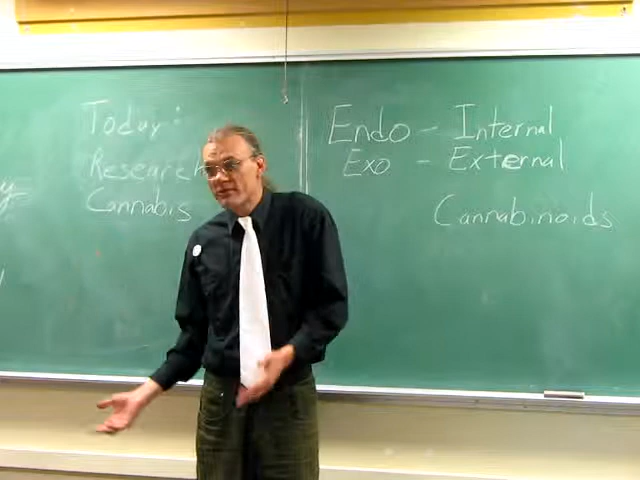 Today:
Research
Cannabis
Endo - Internal
Exo - External
Cannabinoids